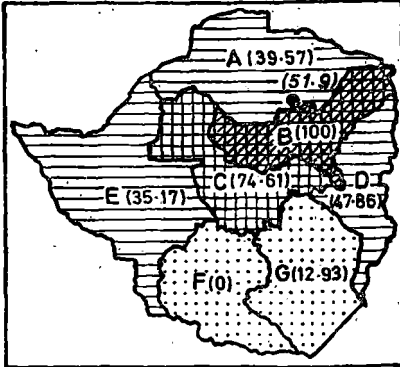 A (39·57)
(51·9)
B (100)
C (74·61)
D
(47·86)
E (35·17)
F (0)
G (12·93)